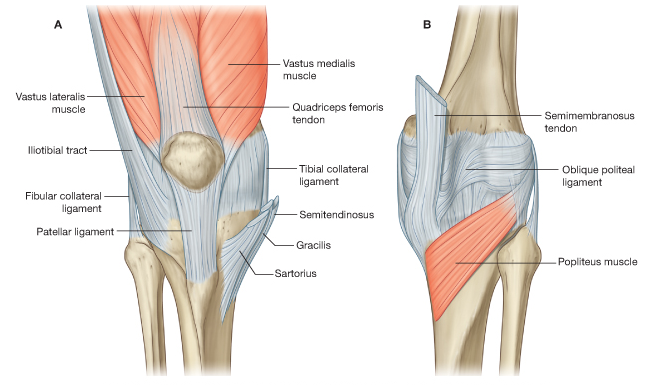 A
B
Vastus medialis
muscle
Vastus lateralis
muscle
Quadriceps femoris
tendon
Iliotibial tract
Tibial collateral
ligament
Fibular collateral
ligament
Semitendinosus
Patellar ligament
Gracilis
Sartorius
Semimembranosus
tendon
Oblique politeal
ligament
Popliteus muscle